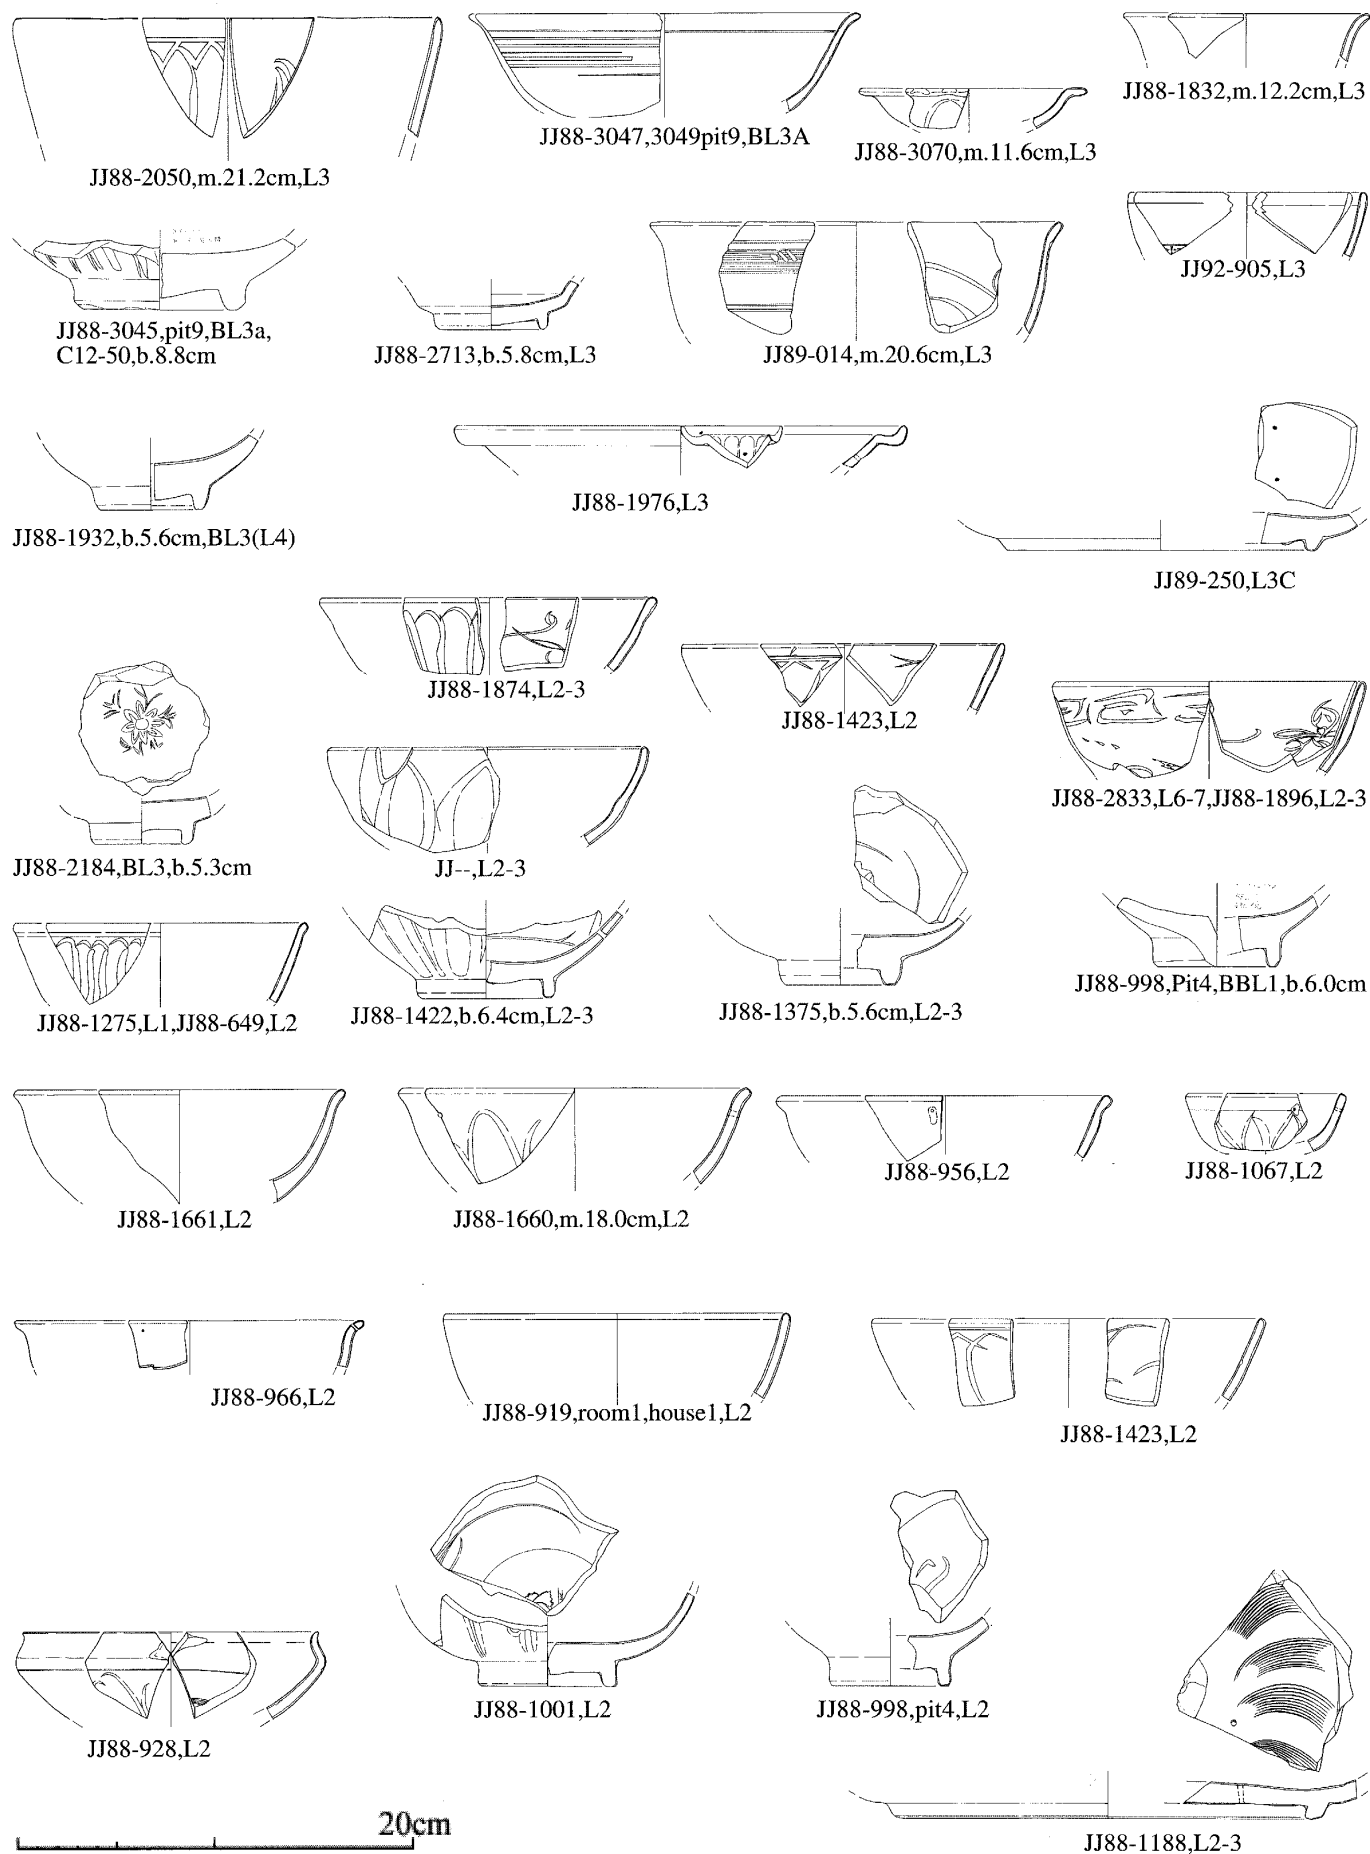 JJ88-2050,m.21.2cm,L3
JJ88-3047,3049pit9,BL3A
JJ88-3070,m.11.6cm,L3
JJ88-1832,m.12.2cm,L3
JJ88-3045,pit9,BL3a,
C12-50,b.8.8cm
JJ88-2713,b.5.8cm,L3
JJ89-014,m.20.6cm,L3
JJ92-905,L3
JJ88-1932,b.5.6cm,BL3(L4)
JJ88-1976,L3
JJ89-250,L3C
JJ88-2184,BL3,b.5.3cm
JJ88-1874,L2-3
JJ88-1423,L2
JJ88-2833,L6-7,JJ88-1896,L2-3
JJ--,L2-3
JJ88-1275,L1,JJ88-649,L2
JJ88-1422,b.6.4cm,L2-3
JJ88-1375,b.5.6cm,L2-3
JJ88-998,Pit4,BBL1,b.6.0cm
JJ88-1661,L2
JJ88-1660,m.18.0cm,L2
JJ88-956,L2
JJ88-1067,L2
JJ88-966,L2
JJ88-919,room1,house1,L2
JJ88-1423,L2
JJ88-928,L2
JJ88-1001,L2
JJ88-998,pit4,L2
JJ88-1188,L2-3
20cm